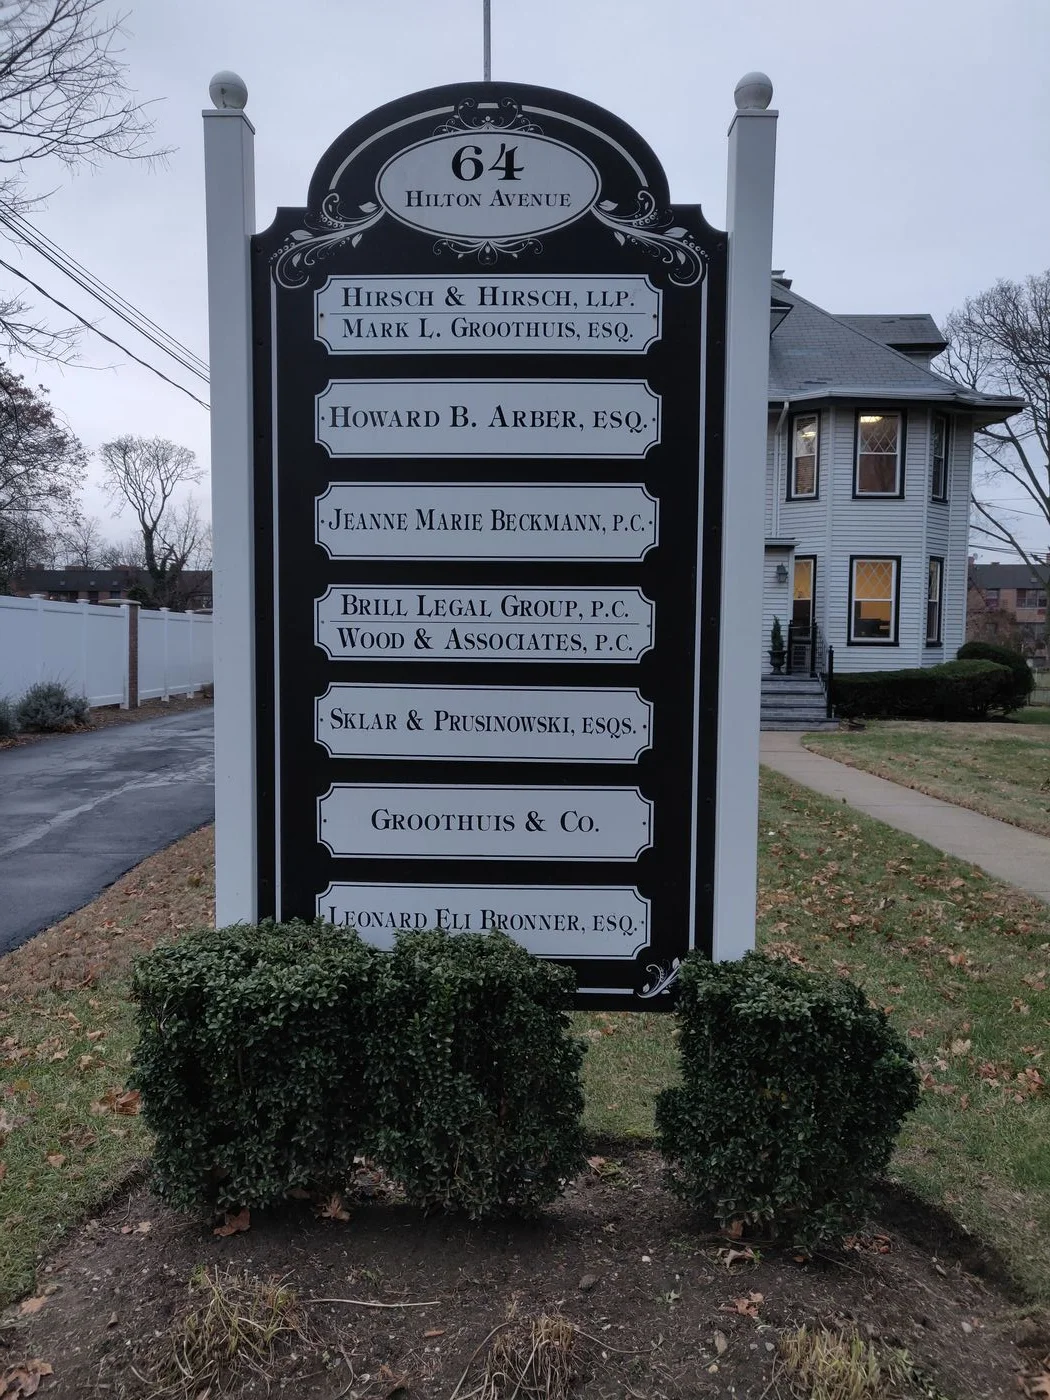 64
Hilton Avenue
Hirsch & Hirsch, LLP.
Mark L. Groothuis, ESQ.
Howard B. Arber, ESQ.
Jeanne Marie Beckmann, P.C.
Brill Legal Group, P.C.
Wood & Associates, P.C.
Sklar & Prusinowski, ESQS.
Groothuis & Co.
Leonard Eli Bronner, ESQ.